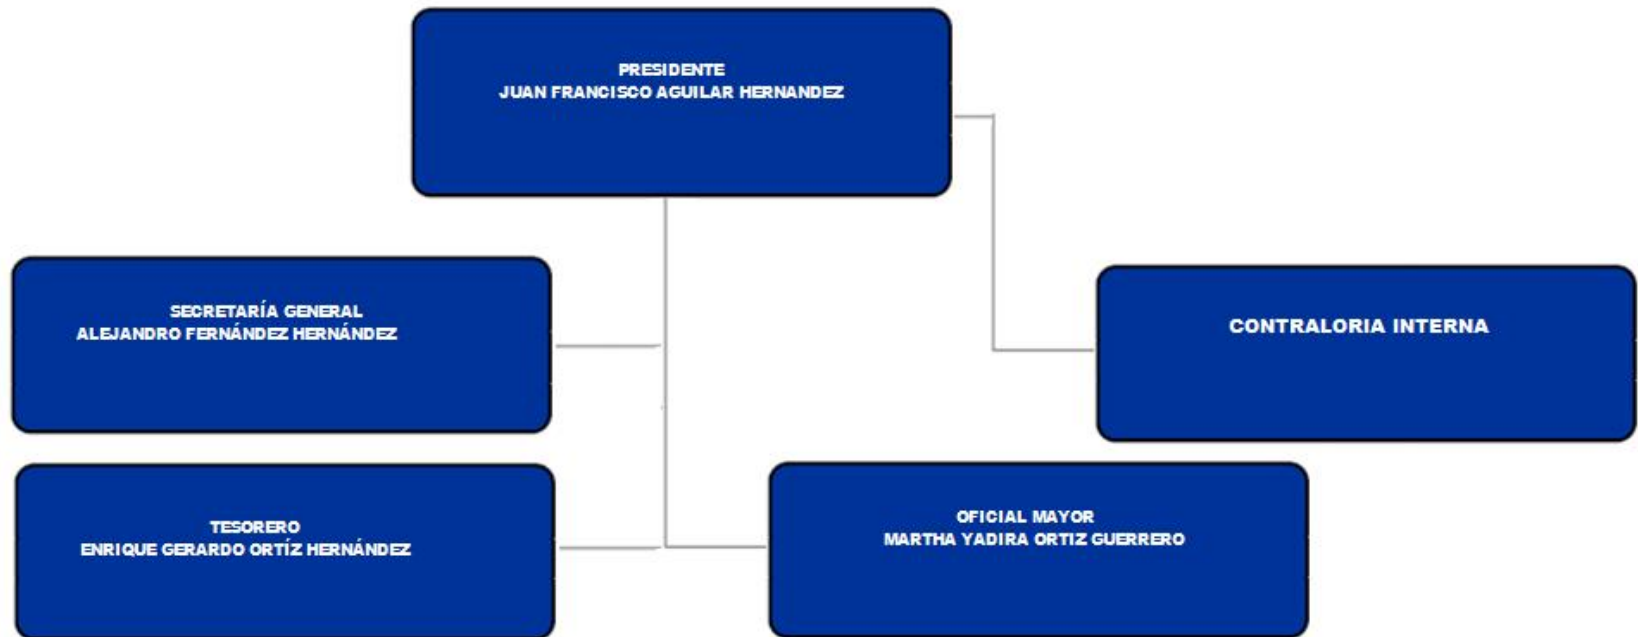 PRESIDENTE
JUAN FRANCISCO AGUILAR HERNANDEZ
SECRETARÍA GENERAL
ALEJANDRO FERNÁNDEZ HERNÁNDEZ
CONTRALORIA INTERNA
TESORERO
ENRIQUE GERARDO ORTÍZ HERNÁNDEZ
OFICIAL MAYOR
MARTHA YADIRA ORTIZ GUERRERO